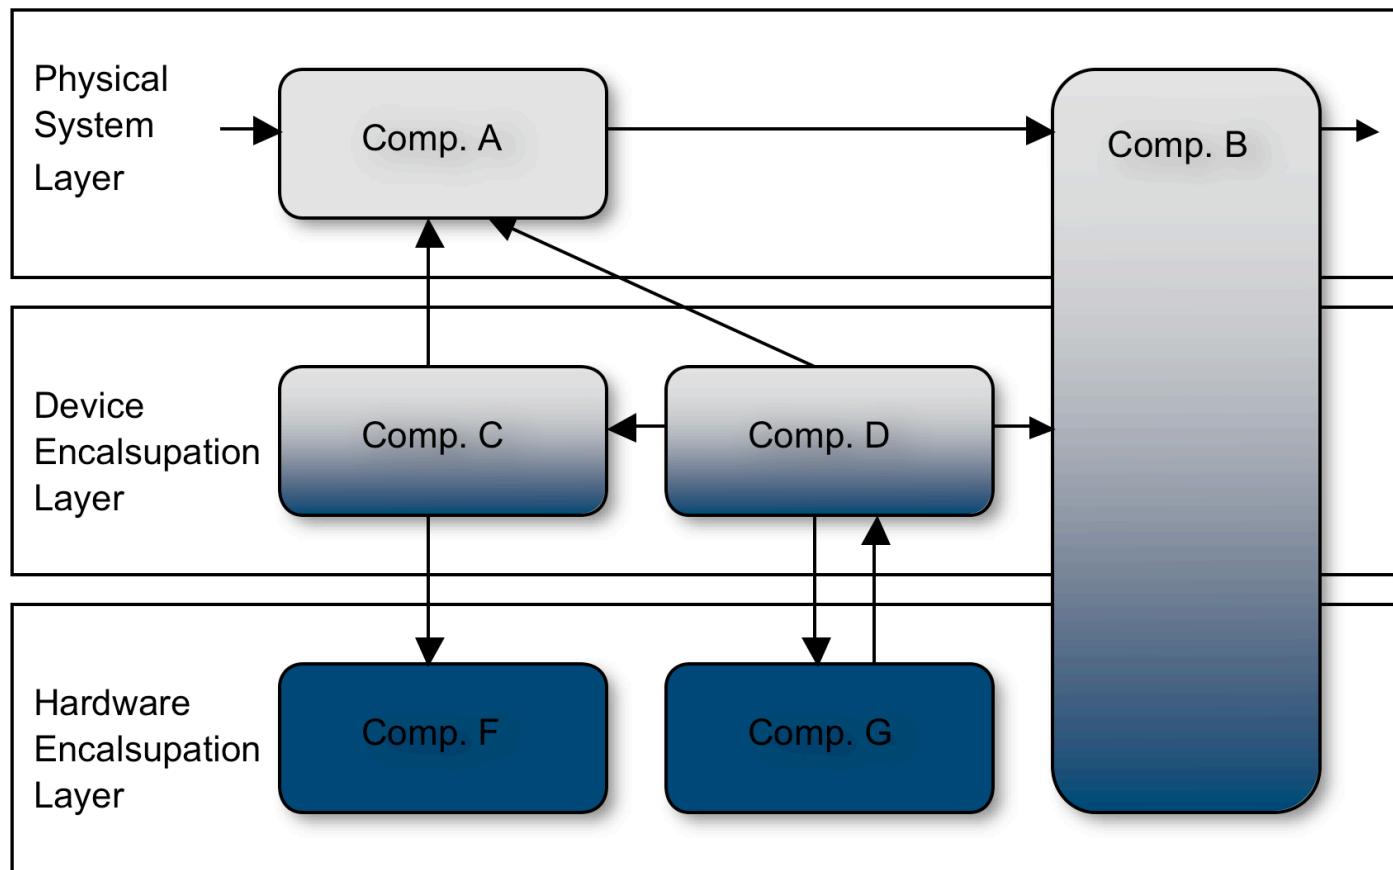 Physical
System
Layer
Comp. A
Comp. B
Device
Encalsupation
Layer
Comp. C
Comp. D
Hardware
Encalsupation
Layer
Comp. F
Comp. G